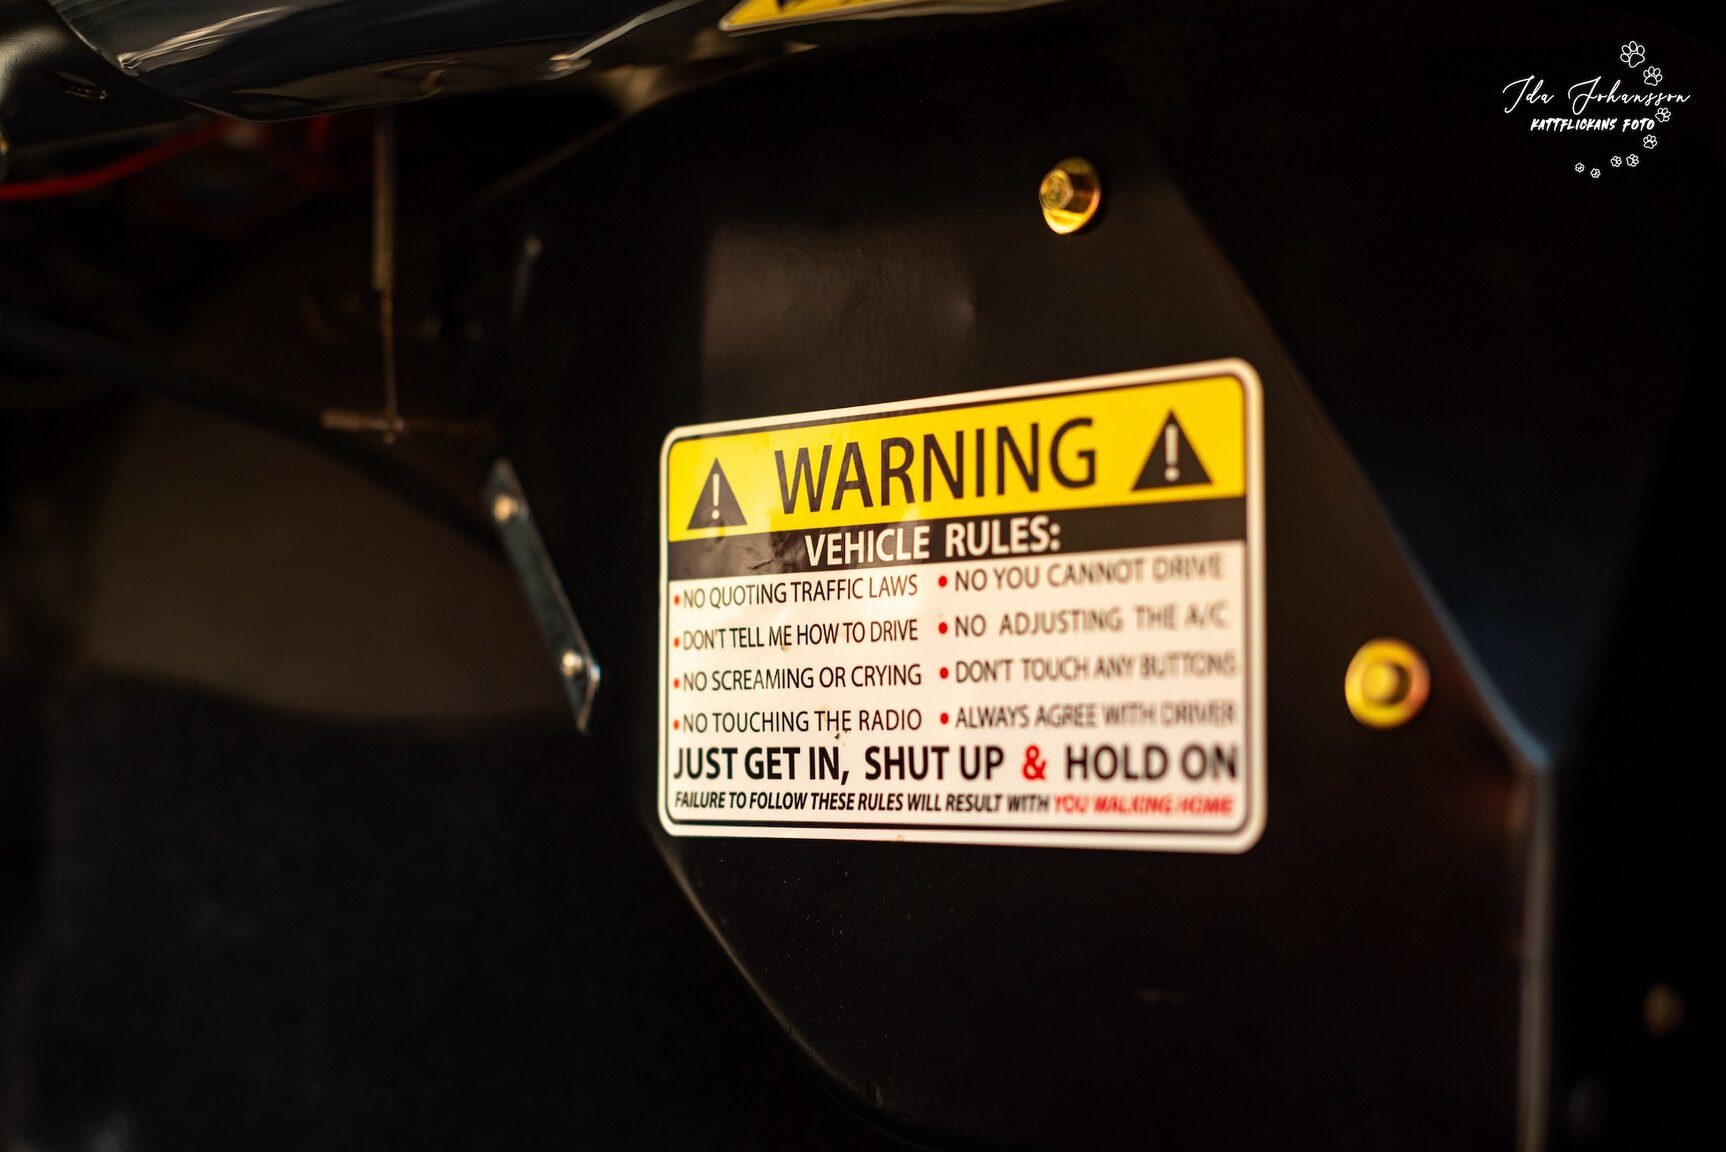 Ida Johansson
KATTFLICKANS FOTO
WARNING
VEHICLE RULES:
• NO QUOTING TRAFFIC LAWS
• DON'T TELL ME HOW TO DRIVE
• NO SCREAMING OR CRYING
• NO TOUCHING THE RADIO
• NO YOU CANNOT DRIVE
• NO ADJUSTING THE A/C
• DON'T TOUCH ANY BUTTONS
• ALWAYS AGREE WITH DRIVER
JUST GET IN, SHUT UP & HOLD ON
FAILURE TO FOLLOW THESE RULES WILL RESULT WITH YOU WALKING HOME